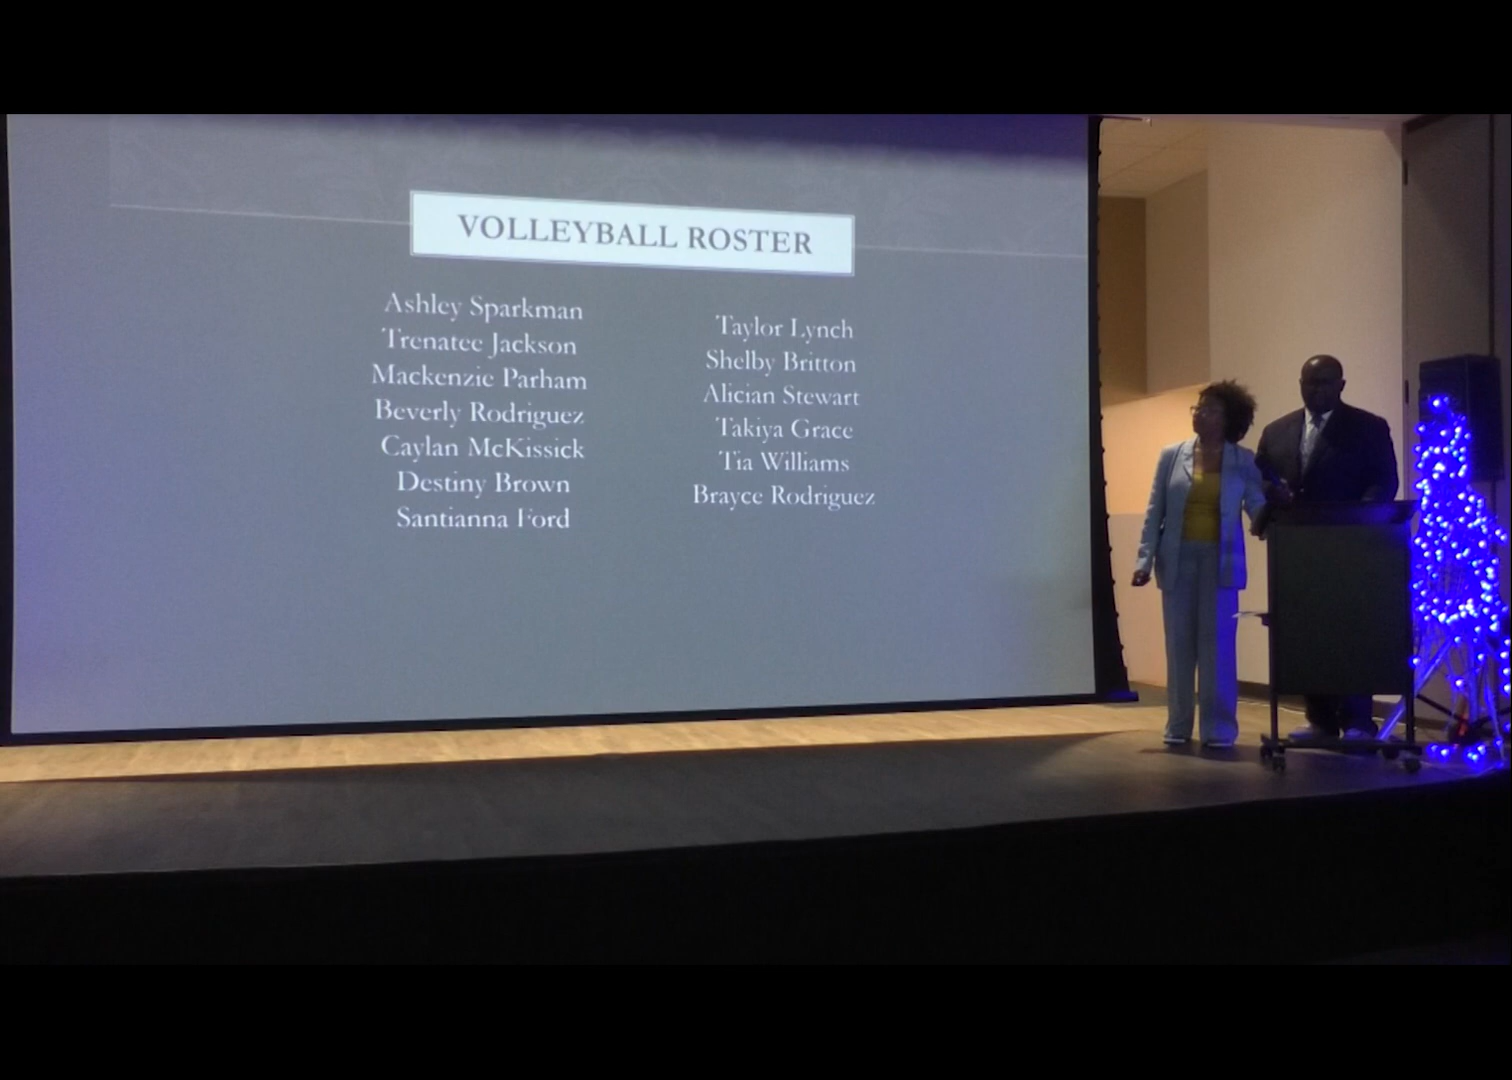 VOLLEYBALL ROSTER
Ashley Sparkman
Trenatee Jackson
Mackenzie Parham
Beverly Rodriguez
Caylan McKissick
Destiny Brown
Santianna Ford
Taylor Lynch
Shelby Britton
Alician Stewart
Takiya Grace
Tia Williams
Brayce Rodriguez